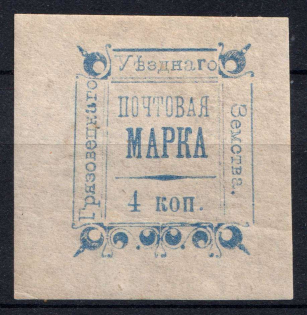 Грязовецкаго
Уѣзднаго
Земства.
ПОЧТОВАЯ
МАРКА
4 коп.